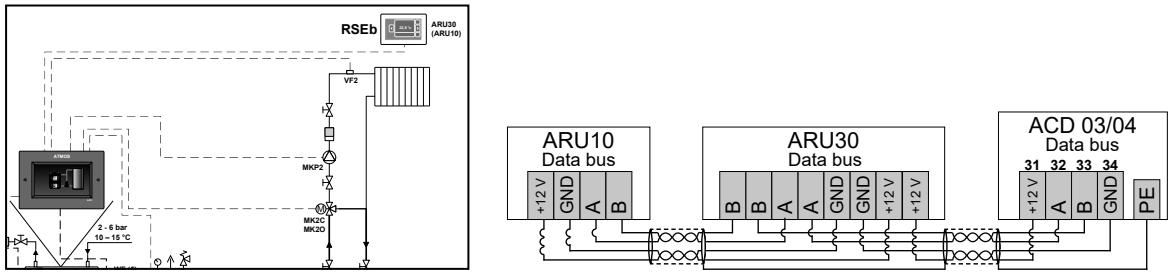 RSEb
ARU30
(ARU10)
VF2
ATMOS
MKP2
MK2C
MK2O
2 - 6 bar
10 – 15 °C
ARU10
Data bus
+12 V GND A B
ARU30
Data bus
B B A A GND GND +12 V +12 V
ACD 03/04
Data bus
31 32 33 34
+12 V A B GND PE
M